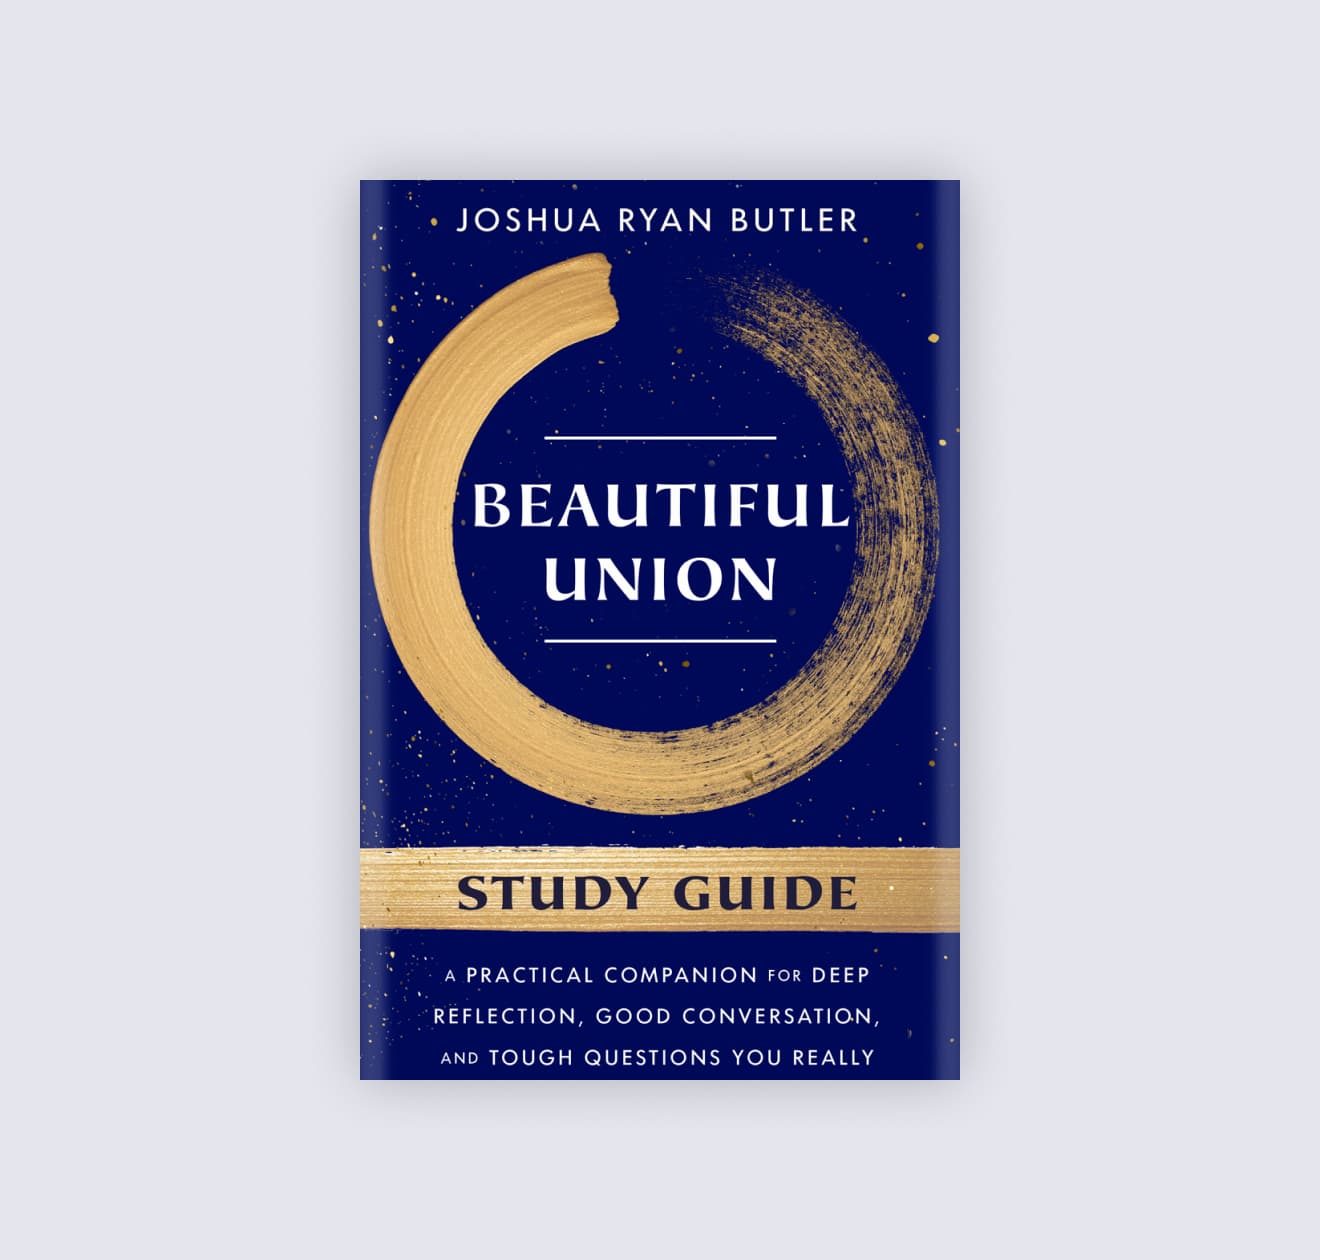 JOSHUA RYAN BUTLER
BEAUTIFUL
UNION
STUDY GUIDE
A PRACTICAL COMPANION FOR DEEP
REFLECTION, GOOD CONVERSATION,
AND TOUGH QUESTIONS YOU REALLY